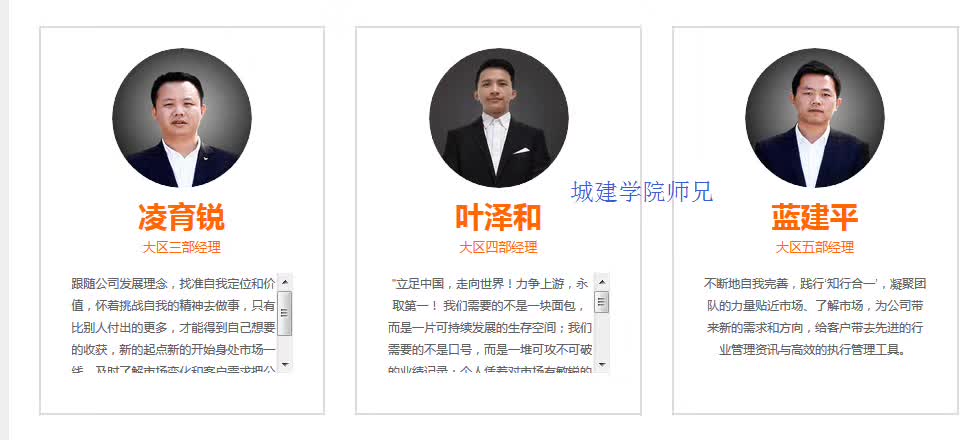 凌育锐
大区三部经理
跟随公司发展理念，找准自我定位和价
值，怀着挑战自我的精神去做事，只有
比别人付出的更多，才能得到自己想要
的收获，新的起点新的开始身处市场一
线，及时了解市场变化和客户需求把公
叶泽和
大区四部经理
"立足中国，走向世界！力争上游，永
取第一！ 我们需要的不是一块面包，
而是一片可持续发展的生存空间；我们
需要的不是口号，而是一堆可攻不可破
的业绩记录；个人凭着对市场有敏锐的
城建学院师兄
蓝建平
大区五部经理
不断地自我完善，践行'知行合一'，凝聚团
队的力量贴近市场、了解市场，为公司带
来新的需求和方向，给客户带去先进的行
业管理资讯与高效的执行管理工具。